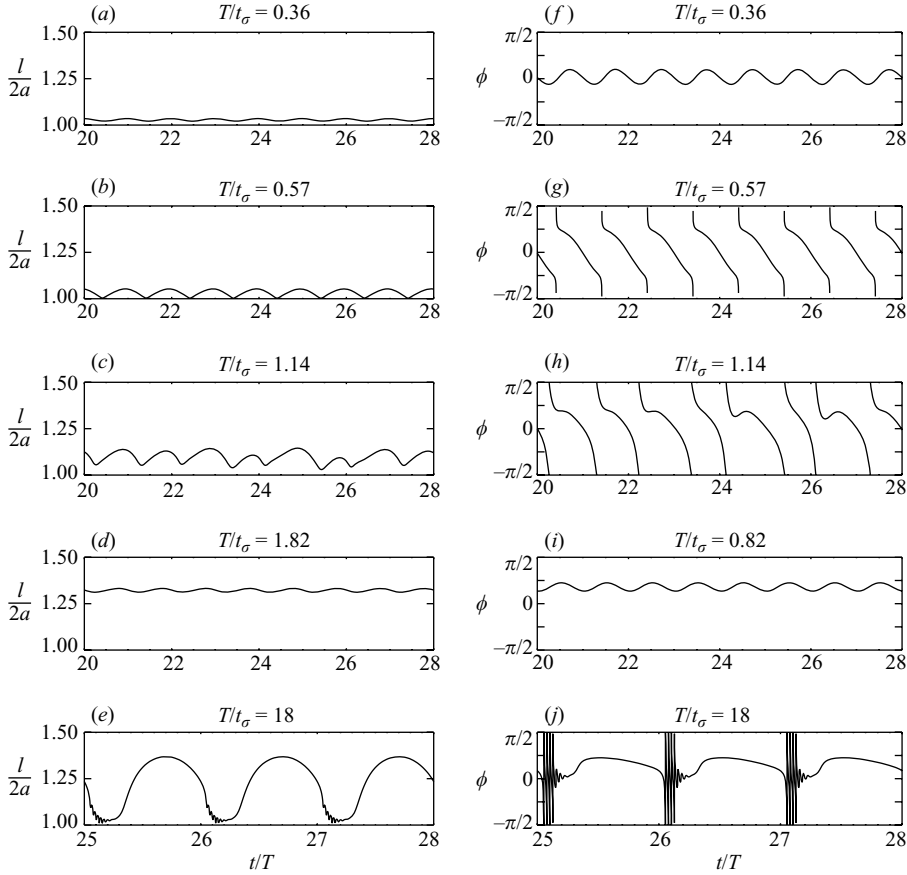 (a) T/tσ = 0.36
1.50
l/2a 1.25
1.00
20 22 24 26 28
(b) T/tσ = 0.57
1.50
l/2a 1.25
1.00
20 22 24 26 28
(c) T/tσ = 1.14
1.50
l/2a 1.25
1.00
20 22 24 26 28
(d) T/tσ = 1.82
1.50
l/2a 1.25
1.00
20 22 24 26 28
(e) T/tσ = 18
1.50
l/2a 1.25
1.00
25 26 27 28
t/T
(f) T/tσ = 0.36
π/2
ϕ 0
−π/2
20 22 24 26 28
(g) T/tσ = 0.57
π/2
ϕ 0
−π/2
20 22 24 26 28
(h) T/tσ = 1.14
π/2
ϕ 0
−π/2
20 22 24 26 28
(i) T/tσ = 0.82
π/2
ϕ 0
−π/2
20 22 24 26 28
(j) T/tσ = 18
π/2
ϕ 0
−π/2
25 26 27 28
t/T